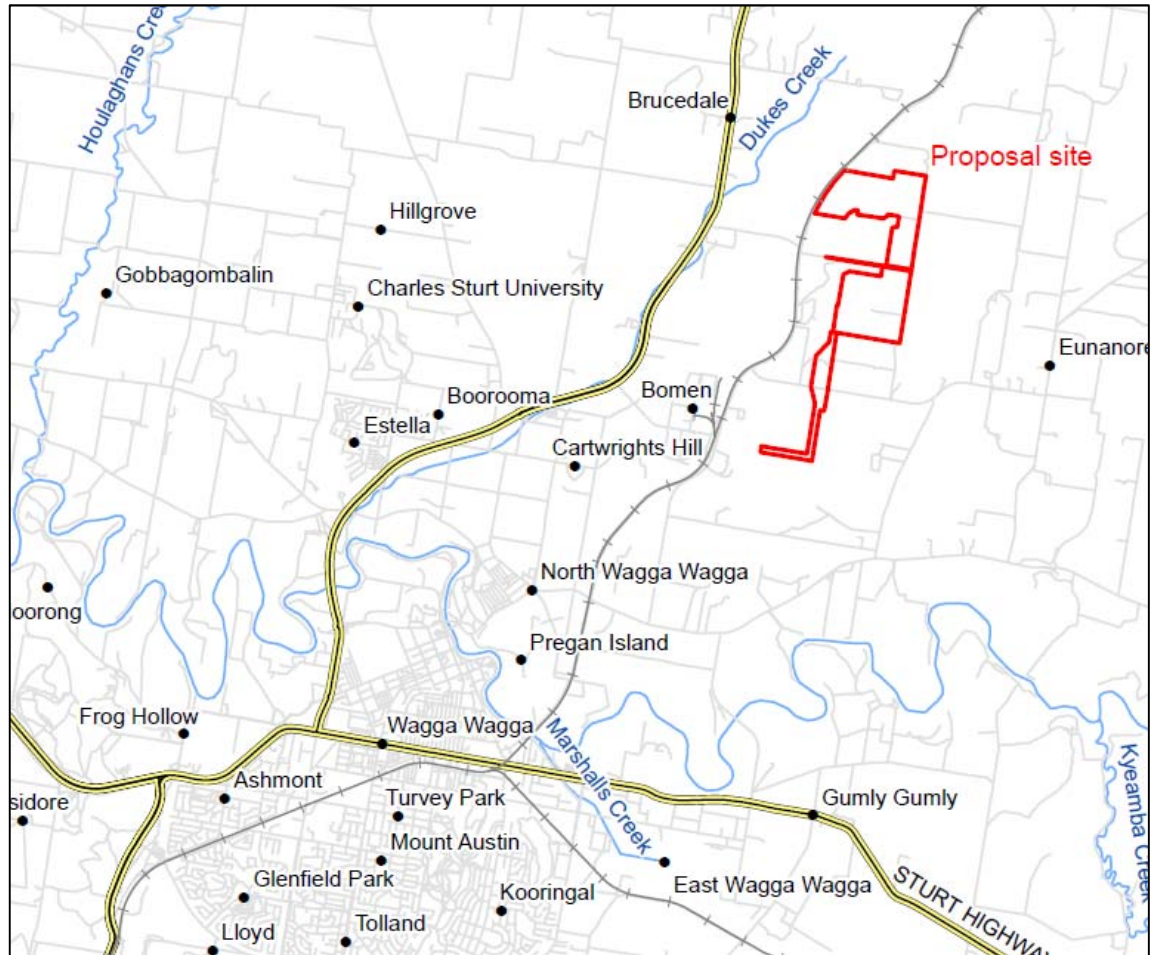 Houlaghans Creek
Brucedale
Dukes Creek
Proposal site
Hillgrove
Gobbagombalin
Charles Sturt University
Eunanore
Boorooma
Bomen
Estella
Cartwrights Hill
North Wagga Wagga
oorong
Pregan Island
Frog Hollow
Wagga Wagga
Marshalls Creek
Kyeamba Creek
Ashmont
sidore
Turvey Park
Gumly Gumly
Mount Austin
East Wagga Wagga
Glenfield Park
Kooringal
STURT HIGHWAY
Lloyd
Tolland